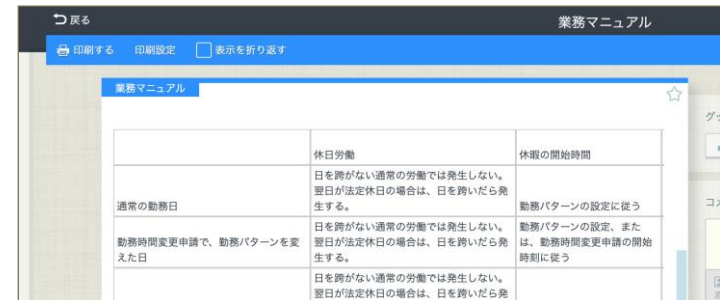 戻る
業務マニュアル
印刷する 印刷設定 表示を折り返す
業務マニュアル
休日労働
休暇の開始時間
通常の勤務日
日を跨がない通常の労働では発生しない。
翌日が法定休日の場合は、日を跨いだら発
生する。
勤務パターンの設定に従う
勤務時間変更申請で、勤務パターンを変
えた日
日を跨がない通常の労働では発生しない。
翌日が法定休日の場合は、日を跨いだら発
生する。
勤務パターンの設定、また
は、勤務時間変更申請の開始
時刻に従う
日を跨がない通常の労働では発生しない。
翌日が法定休日の場合は、日を跨いだら発